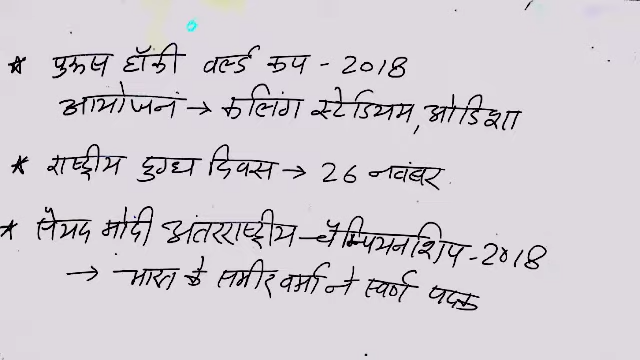 * पुरूष हॉकी वर्ल्ड कप - 2018
आयोजन → कलिंग स्टेडियम, ओडिशा
* राष्ट्रीय दुग्ध दिवस → 26 नवंबर
* सैयद मोदी अंतरराष्ट्रीय चैम्पियनशिप - 2018
→ भारत के समीर वर्मा ने स्वर्ण पदक